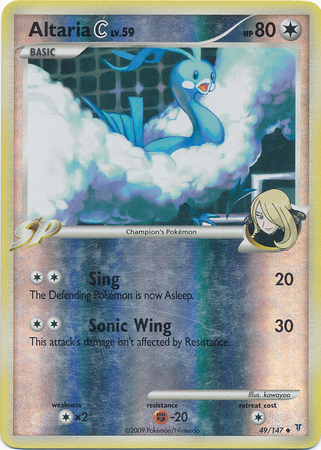 Altaria C LV.59 HP 80
BASIC
Champion's Pokémon
SP
Sing 20
The Defending Pokémon is now Asleep.
Sonic Wing 30
This attack's damage isn't affected by Resistance.
Illus. kawayoo
weakness resistance retreat cost
×2 -20
©2009 Pokémon/Nintendo 49/147